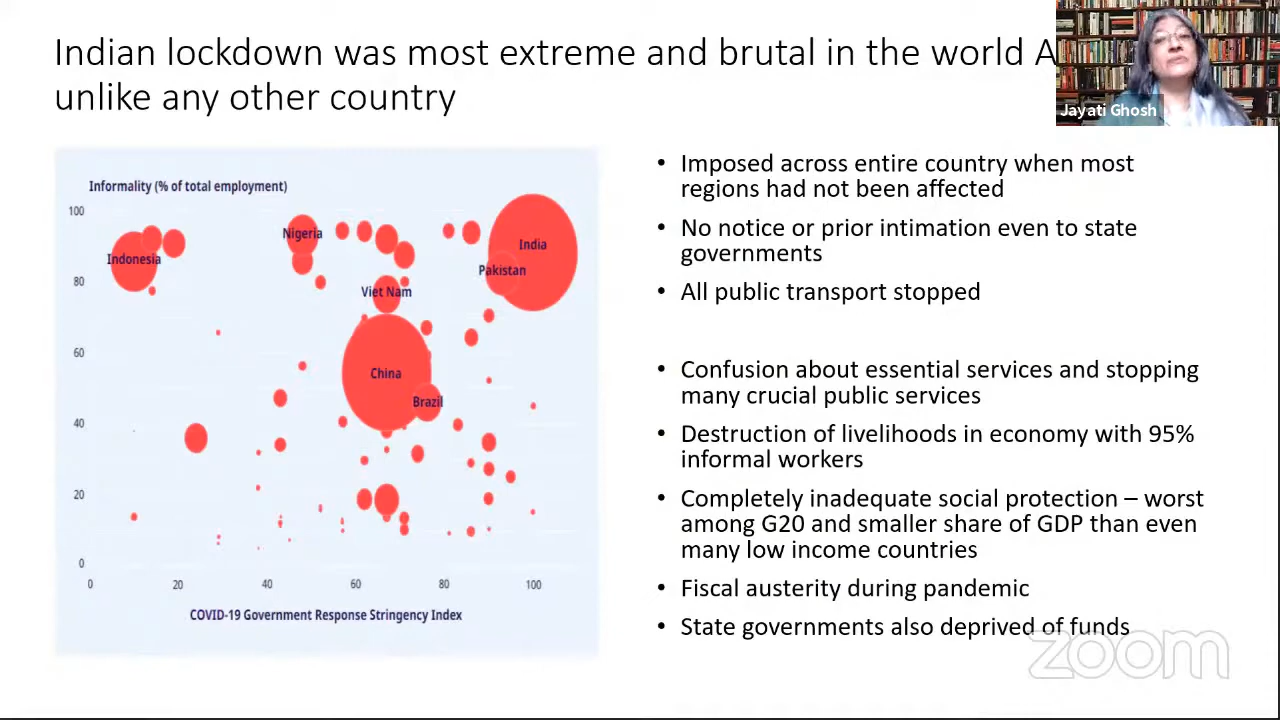 Indian lockdown was most extreme and brutal in the world A
unlike any other country
Jayati Ghosh
Informality (% of total employment)
100
80
60
40
20
0
0 20 40 60 80 100
COVID-19 Government Response Stringency Index
Nigeria
India
Indonesia
Pakistan
Viet Nam
China
Brazil
• Imposed across entire country when most
regions had not been affected
• No notice or prior intimation even to state
governments
• All public transport stopped
• Confusion about essential services and stopping
many crucial public services
• Destruction of livelihoods in economy with 95%
informal workers
• Completely inadequate social protection – worst
among G20 and smaller share of GDP than even
many low income countries
• Fiscal austerity during pandemic
• State governments also deprived of funds
zoom